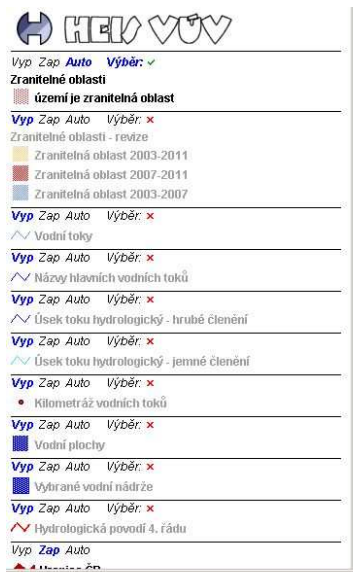 HEIS VÚV
Vyp Zap Auto Výběr: ✓
Zranitelné oblasti
území je zranitelná oblast
Vyp Zap Auto Výběr: ×
Zranitelné oblasti - revize
Zranitelná oblast 2003-2011
Zranitelná oblast 2007-2011
Zranitelná oblast 2003-2007
Vyp Zap Auto Výběr: ×
Vodní toky
Vyp Zap Auto Výběr: ×
Názvy hlavních vodních toků
Vyp Zap Auto Výběr: ×
Úsek toku hydrologický - hrubé členění
Vyp Zap Auto Výběr: ×
Úsek toku hydrologický - jemné členění
Vyp Zap Auto Výběr: ×
Kilometráž vodních toků
Vyp Zap Auto Výběr: ×
Vodní plochy
Vyp Zap Auto Výběr: ×
Vybrané vodní nádrže
Vyp Zap Auto Výběr: ×
Hydrologická povodí 4. řádu
Vyp Zap Auto